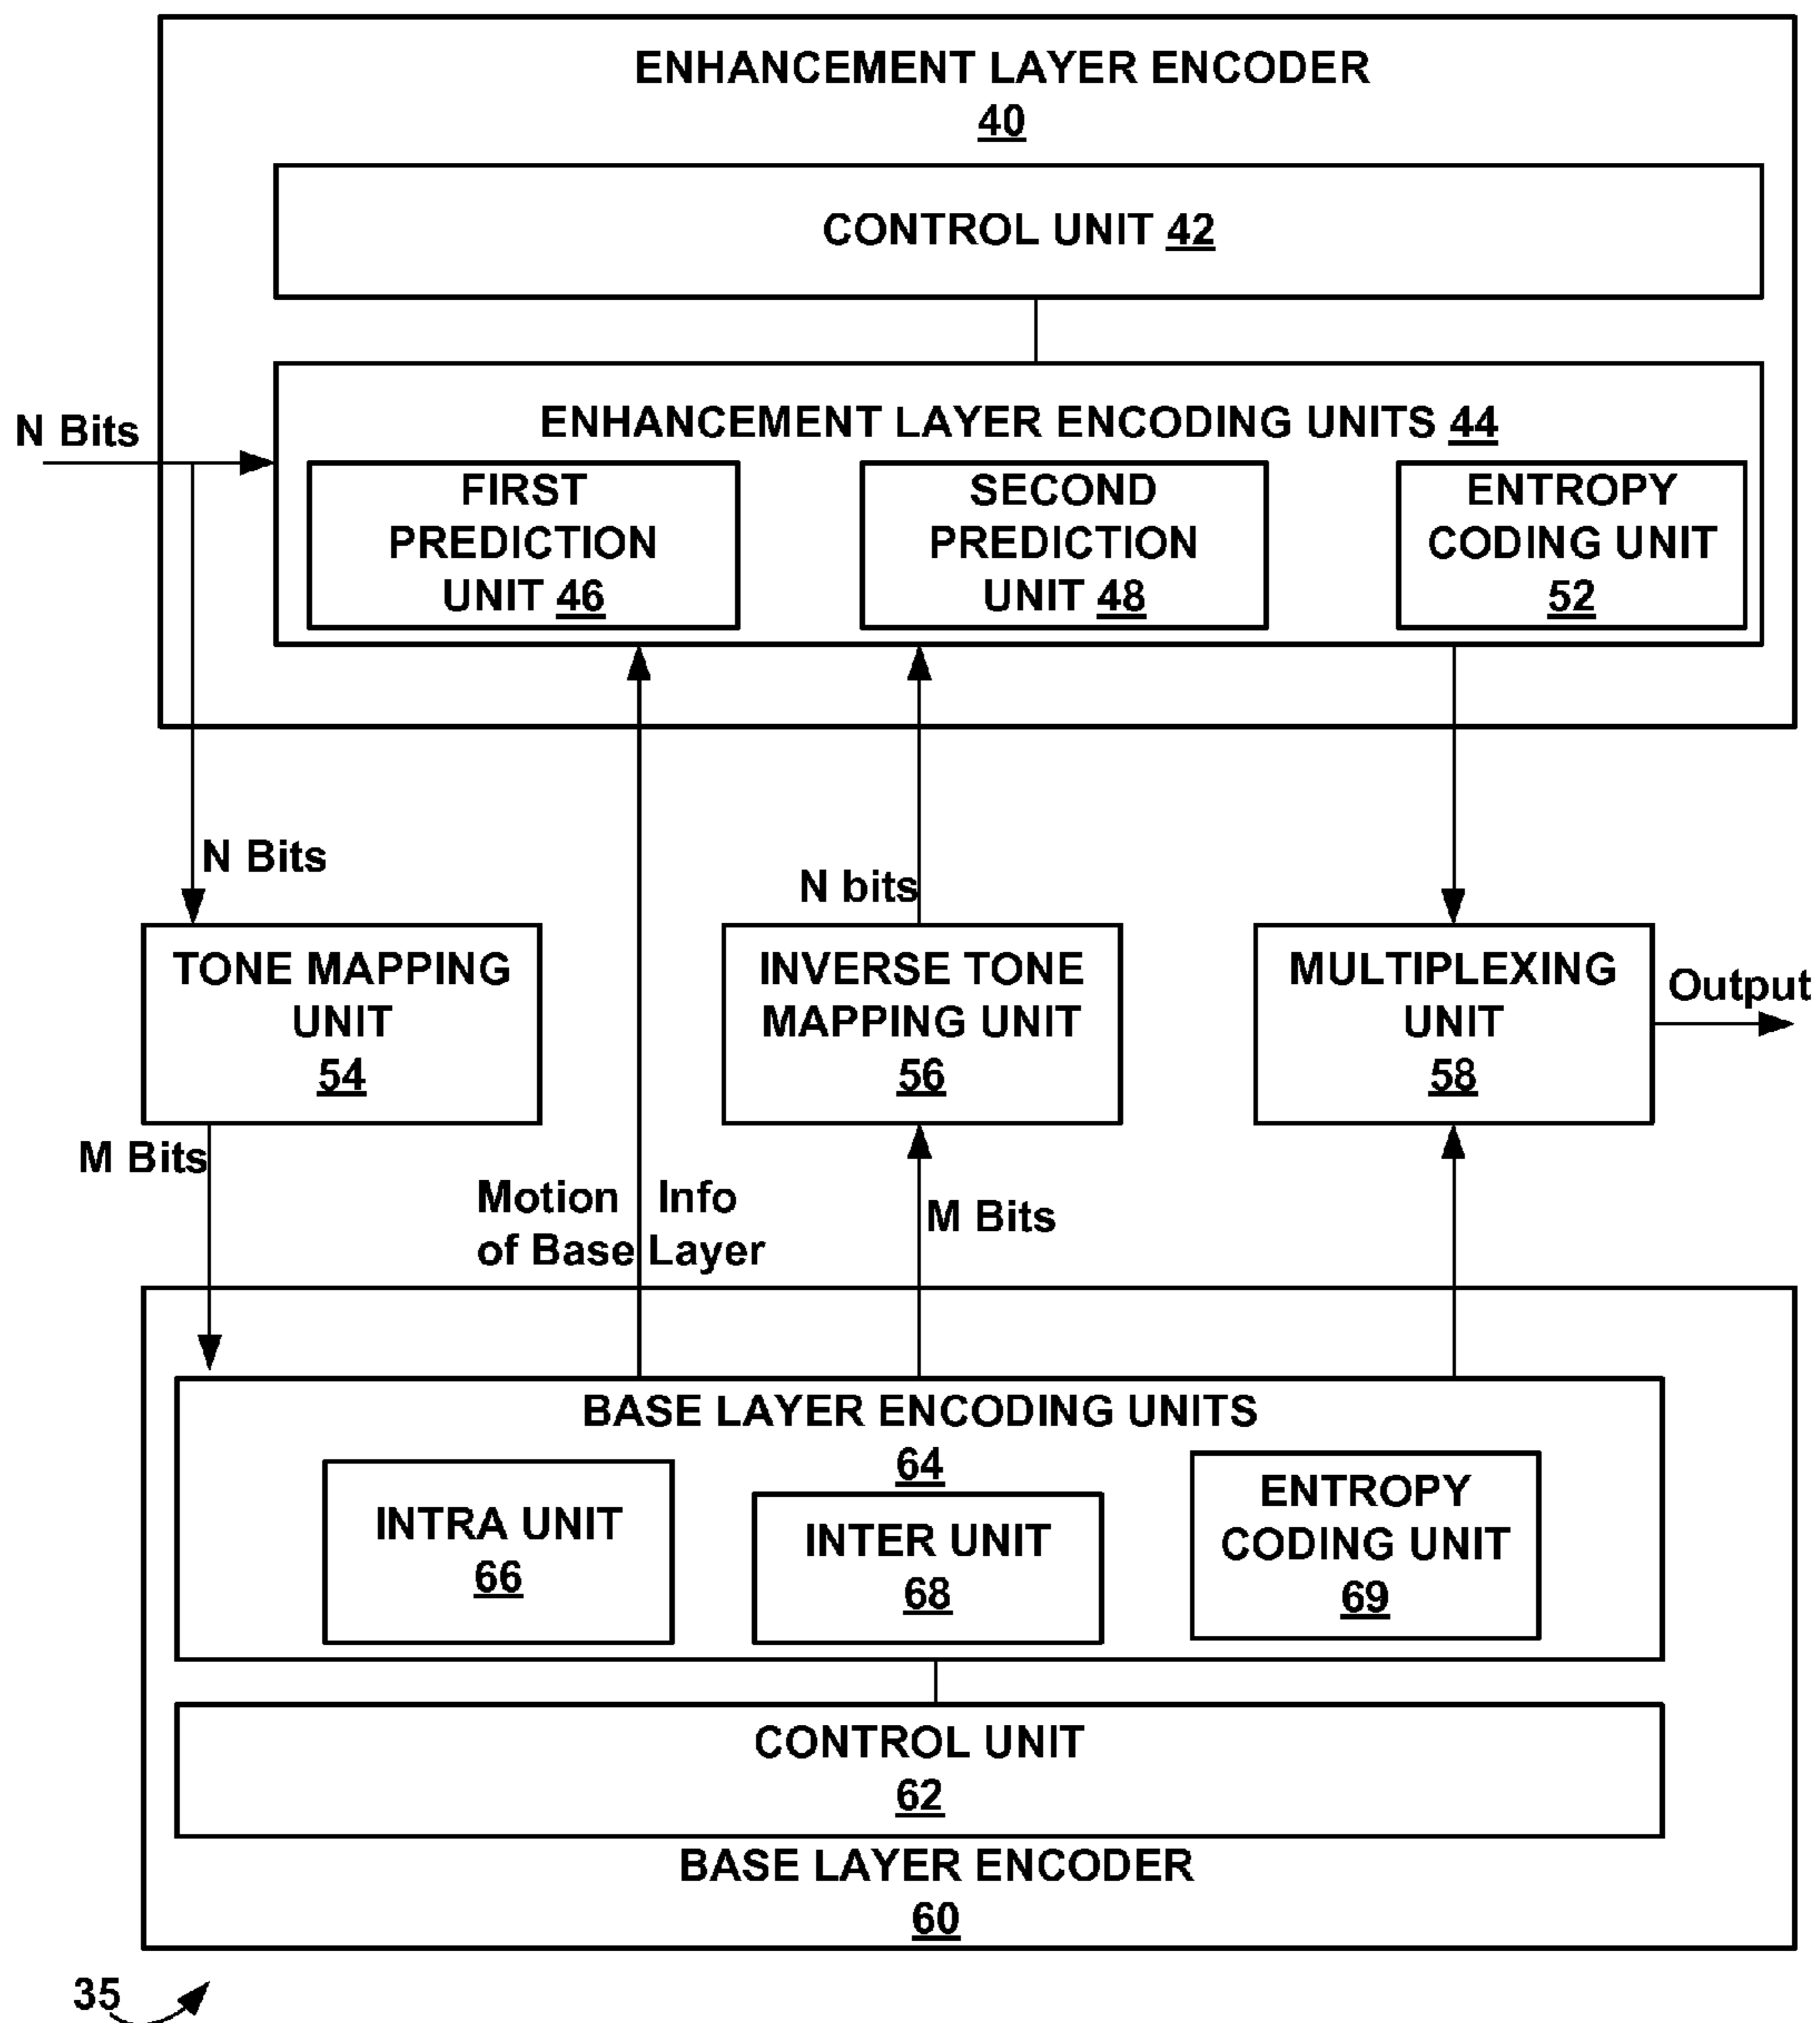 ENHANCEMENT LAYER ENCODER
40
CONTROL UNIT 42
N Bits
ENHANCEMENT LAYER ENCODING UNITS 44
FIRST
PREDICTION
UNIT 46
SECOND
PREDICTION
UNIT 48
ENTROPY
CODING UNIT
52
N Bits
N bits
TONE MAPPING
UNIT
54
INVERSE TONE
MAPPING UNIT
56
MULTIPLEXING
UNIT
58
Output
M Bits
Motion Info
of Base Layer
M Bits
BASE LAYER ENCODING UNITS
64
INTRA UNIT
66
INTER UNIT
68
ENTROPY
CODING UNIT
69
CONTROL UNIT
62
BASE LAYER ENCODER
60
35